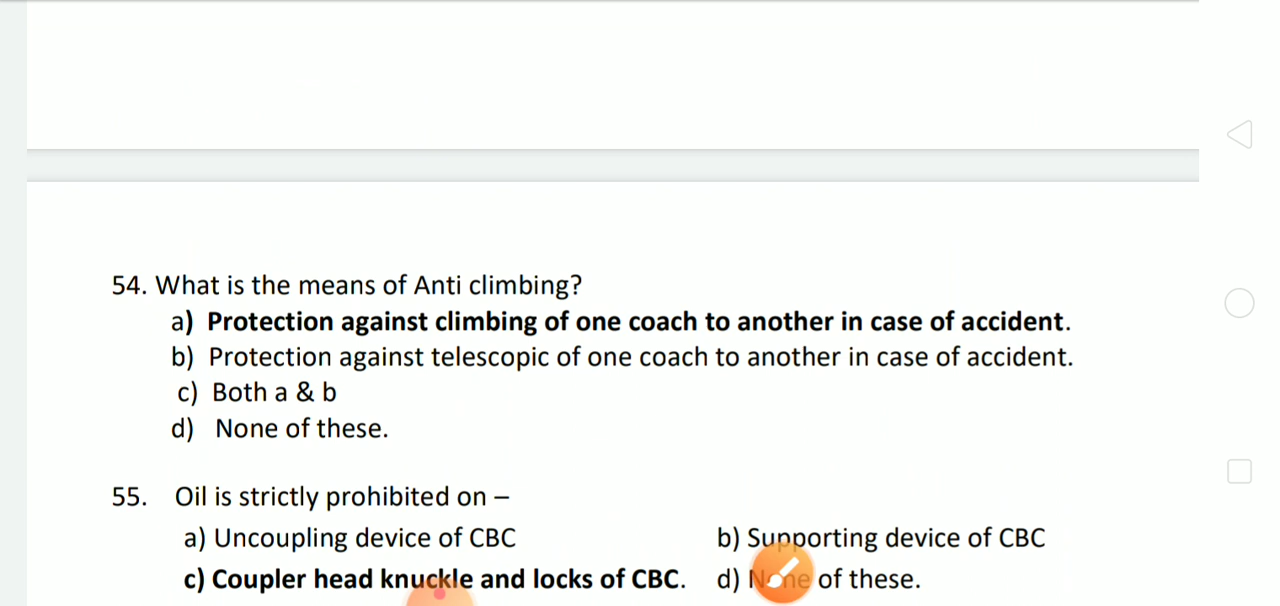 54. What is the means of Anti climbing?
a) Protection against climbing of one coach to another in case of accident.
b) Protection against telescopic of one coach to another in case of accident.
c) Both a & b
d) None of these.
55. Oil is strictly prohibited on –
a) Uncoupling device of CBC b) Supporting device of CBC
c) Coupler head knuckle and locks of CBC. d) None of these.